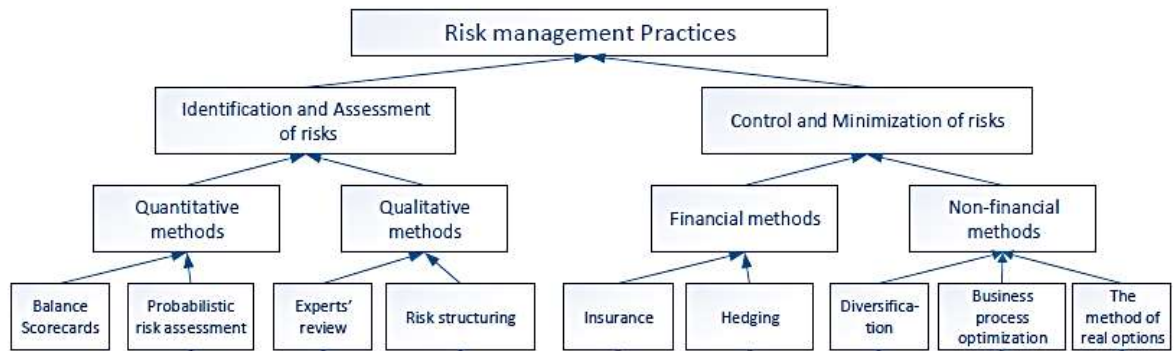 Risk management Practices
Identification and Assessment
of risks
Control and Minimization of risks
Quantitative
methods
Qualitative
methods
Financial methods
Non-financial
methods
Balance
Scorecards
Probabilistic
risk assessment
Experts’
review
Risk structuring
Insurance
Hedging
Diversifica-
tion
Business
process
optimization
The
method of
real options